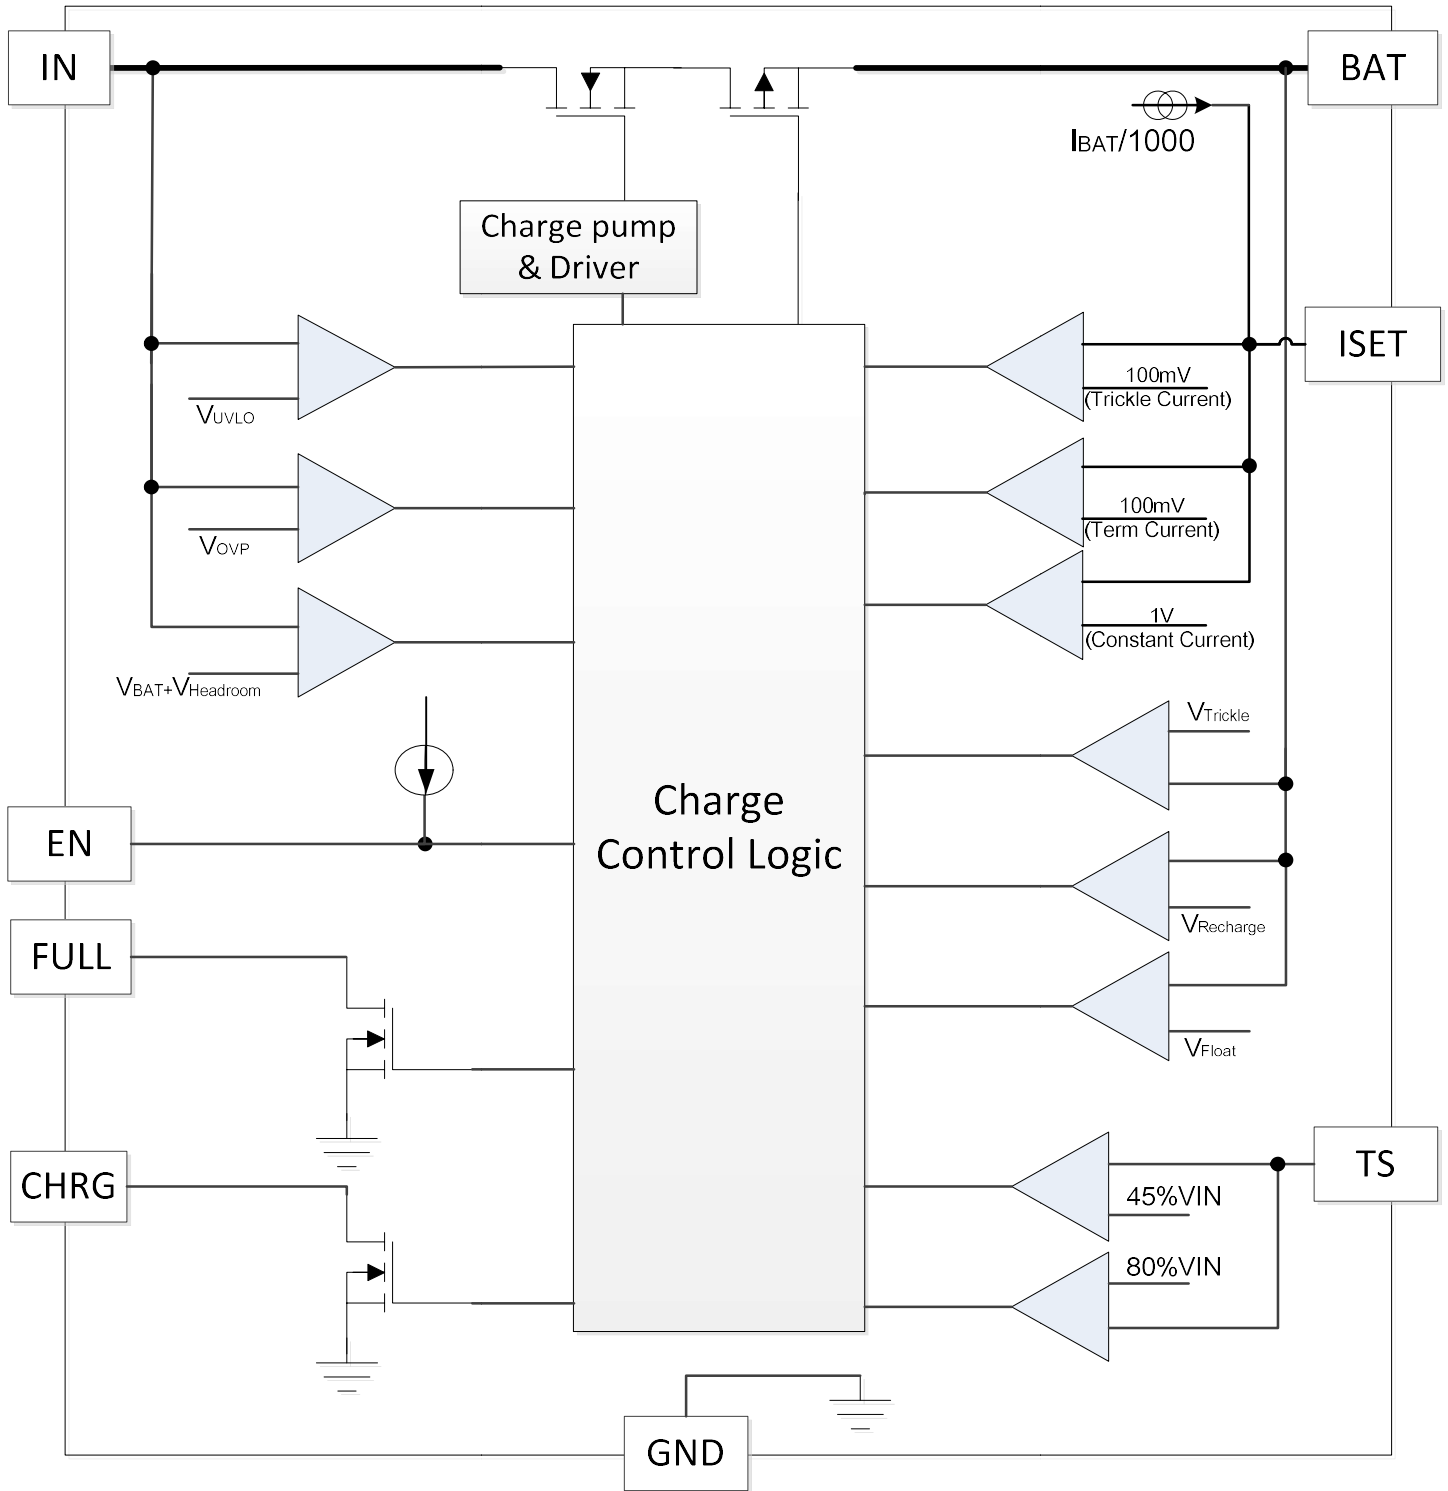 IN
BAT
IBAT/1000
Charge pump
& Driver
ISET
VUVLO
100mV
(Trickle Current)
VOVP
100mV
(Term Current)
1V
(Constant Current)
VBAT+VHeadroom
VTrickle
Charge
Control Logic
EN
VRecharge
FULL
VFloat
CHRG
TS
45%VIN
80%VIN
GND